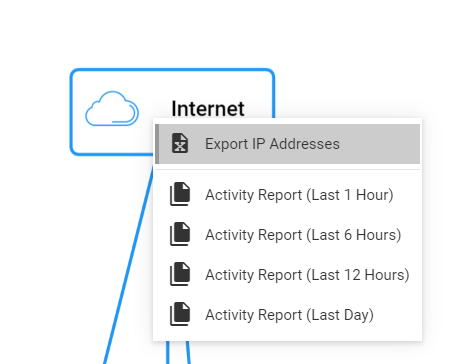 Internet
Export IP Addresses
Activity Report (Last 1 Hour)
Activity Report (Last 6 Hours)
Activity Report (Last 12 Hours)
Activity Report (Last Day)